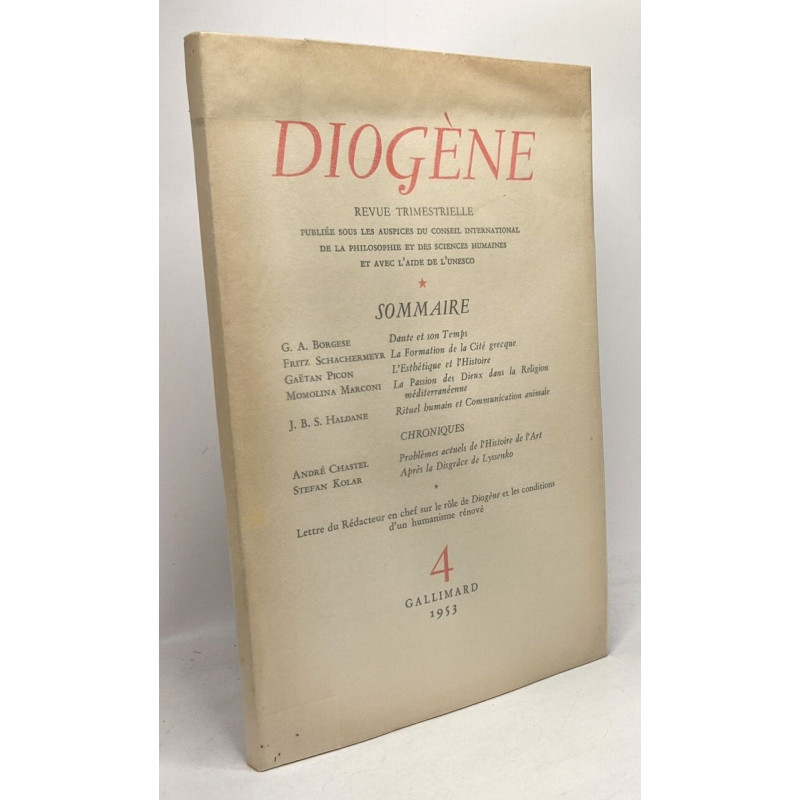 DIOGÈNE
REVUE TRIMESTRIELLE
PUBLIÉE SOUS LES AUSPICES DU CONSEIL INTERNATIONAL
DE LA PHILOSOPHIE ET DES SCIENCES HUMAINES
ET AVEC L'AIDE DE L'UNESCO
SOMMAIRE
G. A. BORGESE Dante et son Temps
FRITZ SCHACHERMEYR La Formation de la Cité grecque
GAËTAN PICON L'Esthétique et l'Histoire
MOMOLINA MARCONI La Passion des Dieux dans la Religion
méditerranéenne
J. B. S. HALDANE Rituel humain et Communication animale
CHRONIQUES
ANDRÉ CHASTEL Problèmes actuels de l'Histoire de l'Art
STEFAN KOLAR Après la Disgrâce de Lyssenko
Lettre du Rédacteur en chef sur le rôle de Diogène et les conditions
d'un humanisme rénové
4
GALLIMARD
1953